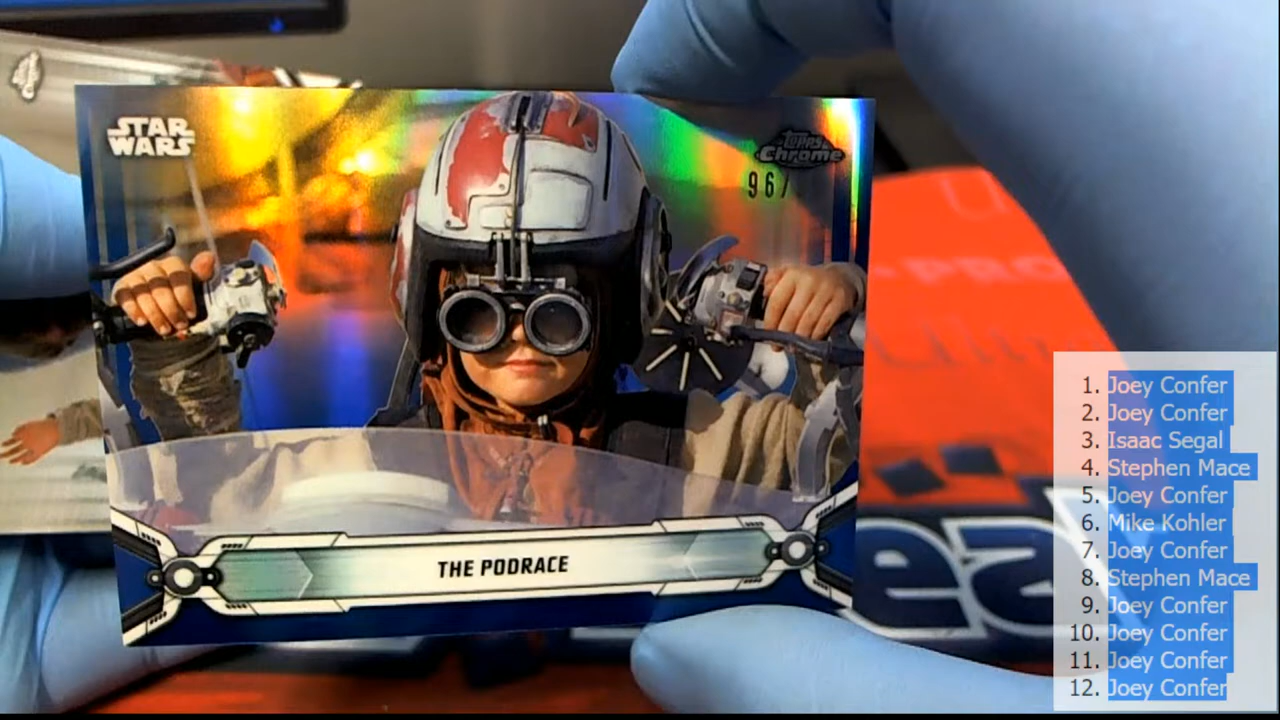 STAR
WARS
TOPPS
Chrome
96/
THE PODRACE
PRO
1. Joey Confer
2. Joey Confer
3. Isaac Segal
4. Stephen Mace
5. Joey Confer
6. Mike Kohler
7. Joey Confer
8. Stephen Mace
9. Joey Confer
10. Joey Confer
11. Joey Confer
12. Joey Confer